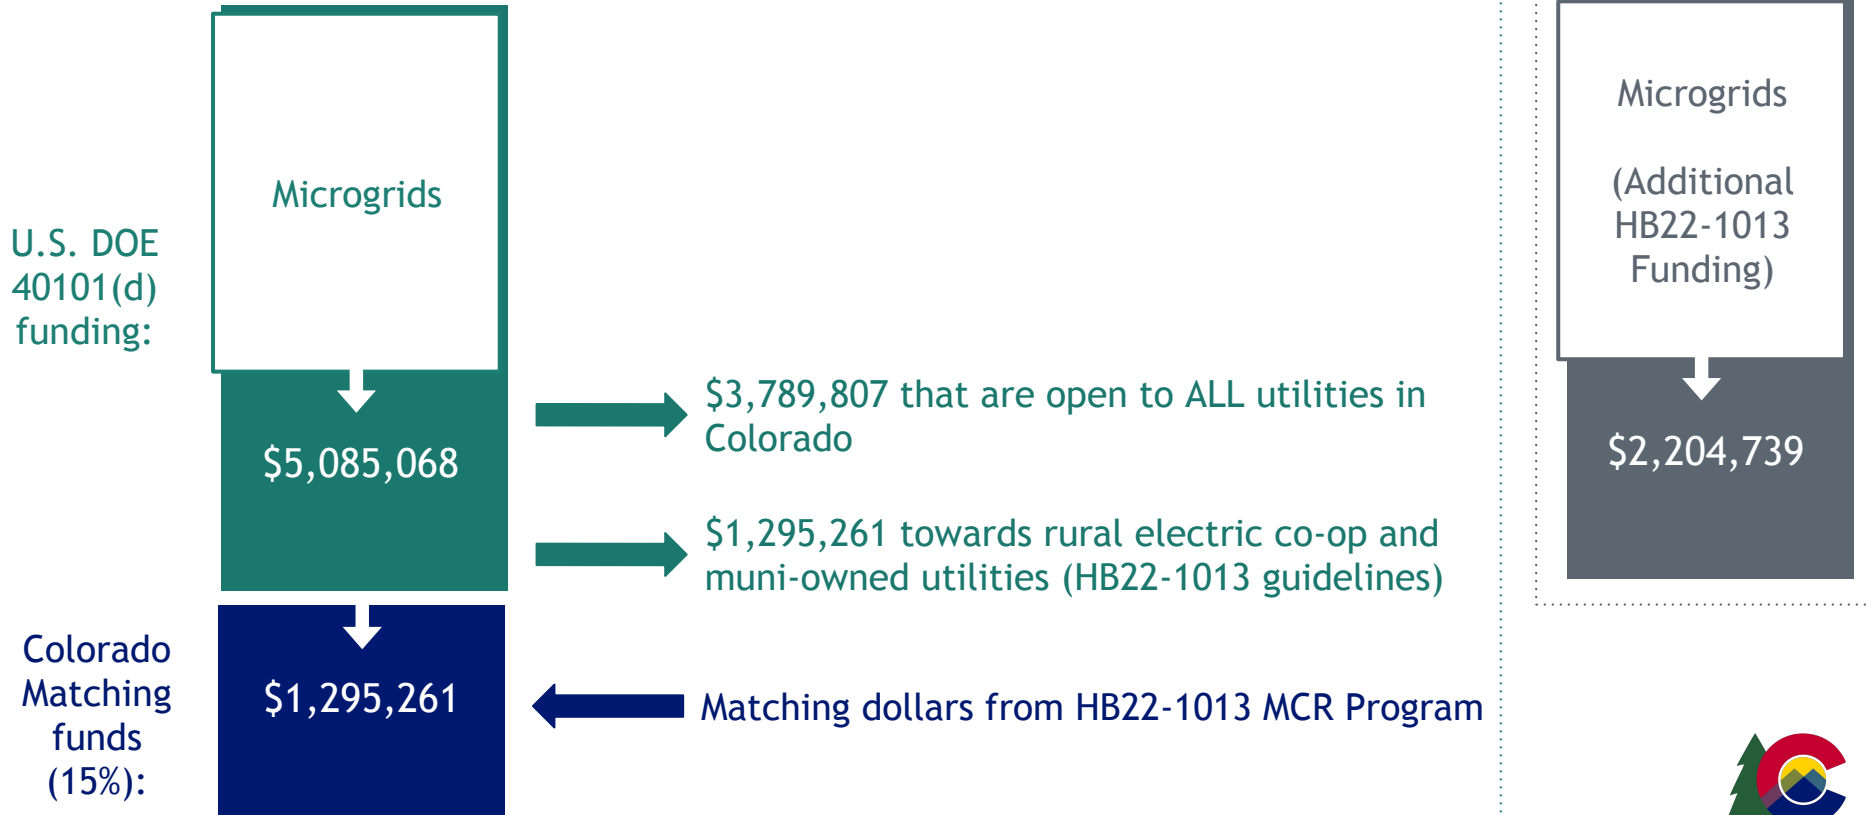 U.S. DOE
40101(d)
funding:
Microgrids
$5,085,068
$3,789,807 that are open to ALL utilities in
Colorado
$1,295,261 towards rural electric co-op and
muni-owned utilities (HB22-1013 guidelines)
Colorado
Matching
funds
(15%):
$1,295,261
Matching dollars from HB22-1013 MCR Program
Microgrids
(Additional
HB22-1013
Funding)
$2,204,739